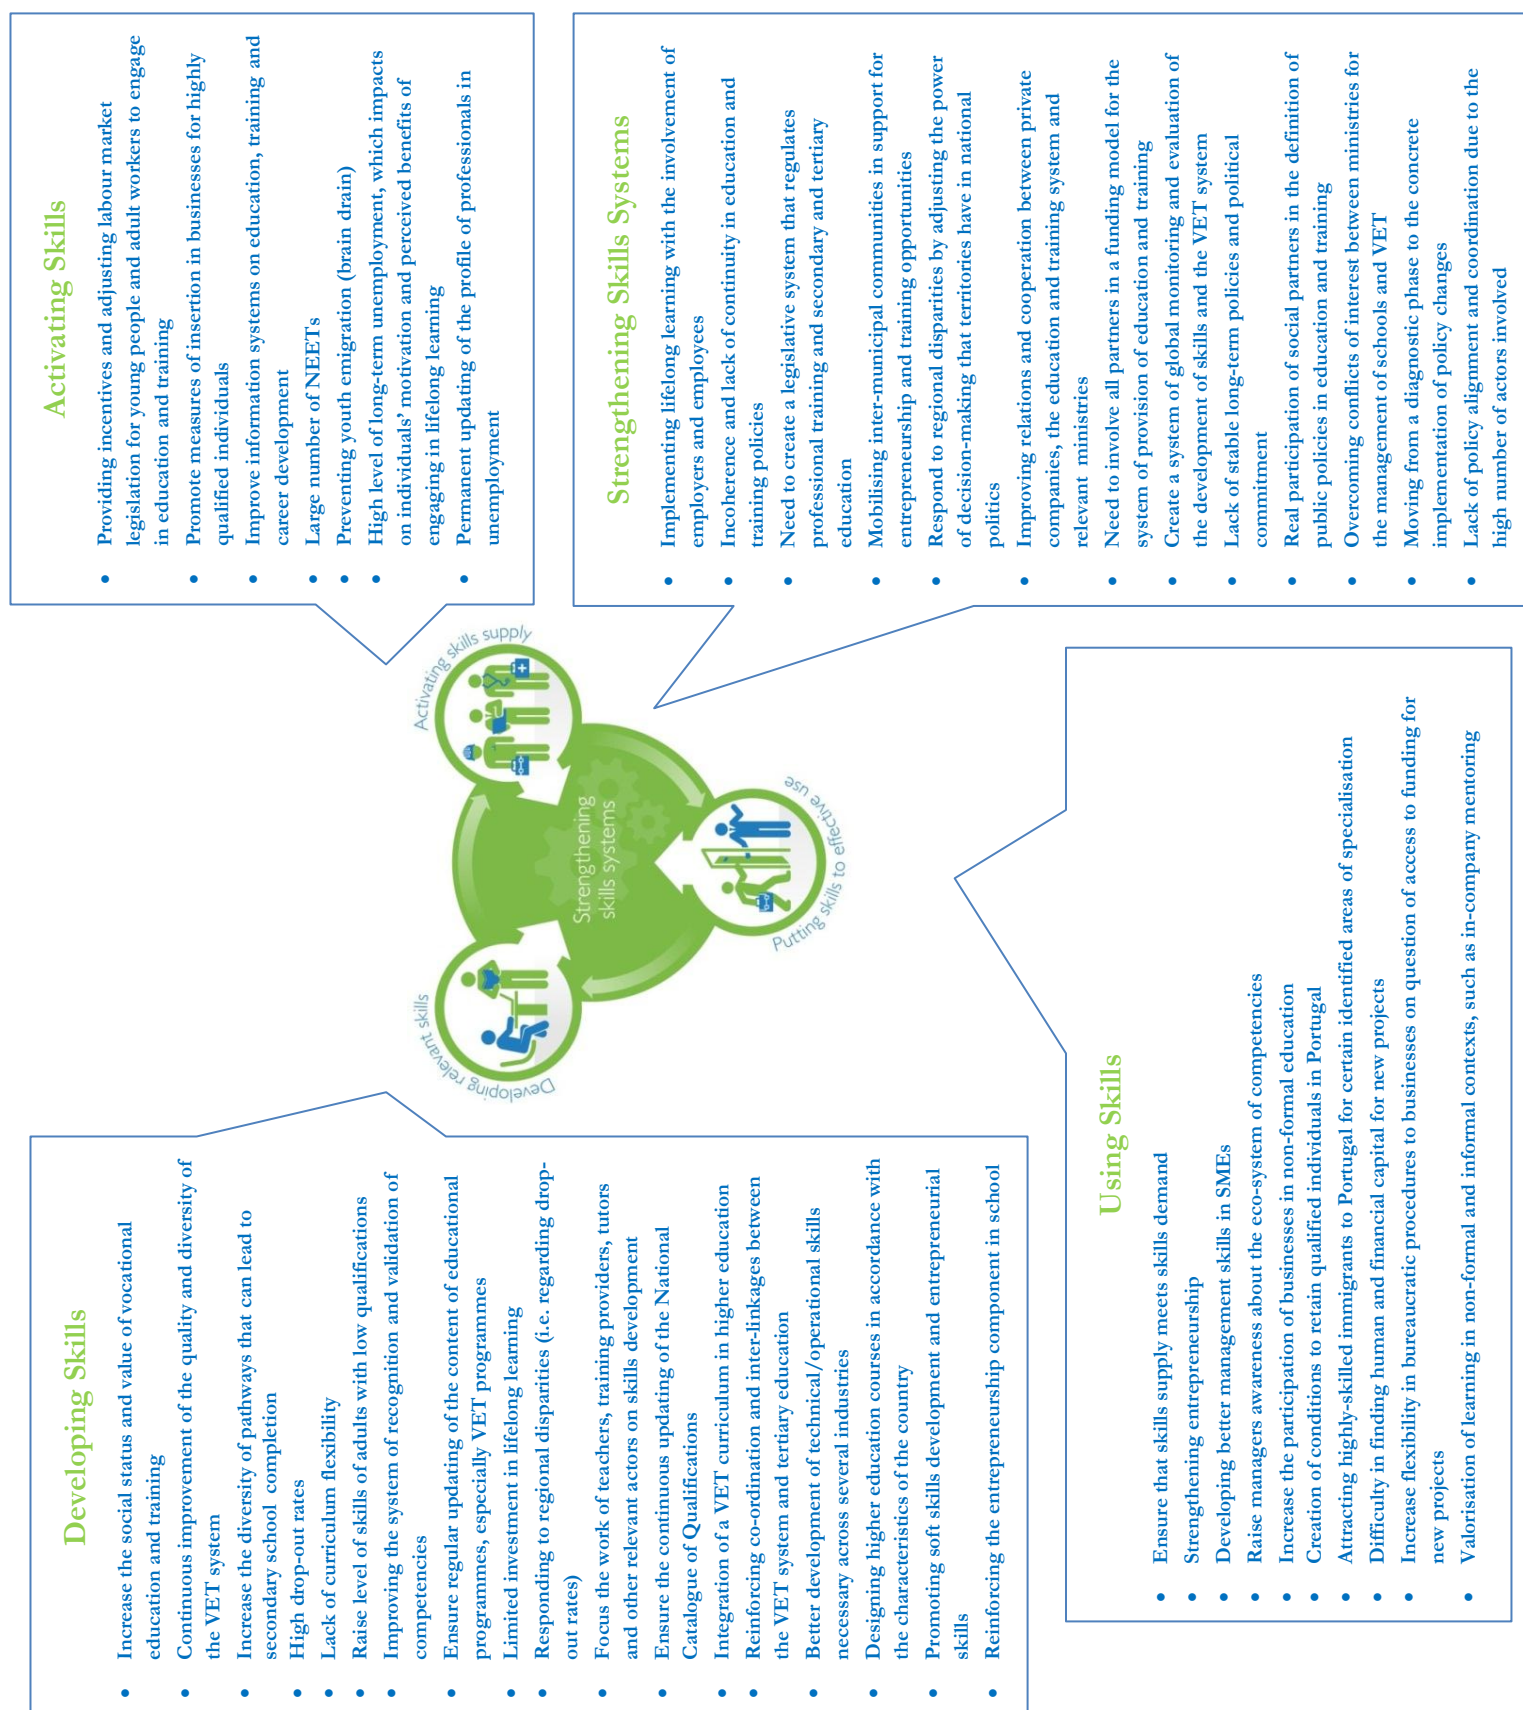 Developing Skills
• Increase the social status and value of vocational
education and training
• Continuous improvement of the quality and diversity of
the VET system
• Increase the diversity of pathways that can lead to
secondary school completion
• High drop-out rates
• Lack of curriculum flexibility
• Raise level of skills of adults with low qualifications
• Improving the system of recognition and validation of
competencies
• Ensure regular updating of the content of educational
programmes, especially VET programmes
• Limited investment in lifelong learning
• Responding to regional disparities (i.e. regarding drop-
out rates)
• Focus the work of teachers, training providers, tutors
and other relevant actors on skills development
• Ensure the continuous updating of the National
Catalogue of Qualifications
• Integration of a VET curriculum in higher education
• Reinforcing co-ordination and inter-linkages between
the VET system and tertiary education
• Better development of technical/operational skills
necessary across several industries
• Designing higher education courses in accordance with
the characteristics of the country
• Promoting soft skills development and entrepreneurial
skills
• Reinforcing the entrepreneurship component in school
Activating Skills
• Providing incentives and adjusting labour market
legislation for young people and adult workers to engage
in education and training
• Promote measures of insertion in businesses for highly
qualified individuals
• Improve information systems on education, training and
career development
• Large number of NEETs
• Preventing youth emigration (brain drain)
• High level of long-term unemployment, which impacts
on individuals' motivation and perceived benefits of
engaging in lifelong learning
• Permanent updating of the profile of professionals in
unemployment
Developing relevant skills
Activating skills supply
Strengthening
skills systems
Putting skills to effective use
Strengthening Skills Systems
• Implementing lifelong learning with the involvement of
employers and employees
• Incoherence and lack of continuity in education and
training policies
• Need to create a legislative system that regulates
professional training and secondary and tertiary
education
• Mobilising inter-municipal communities in support for
entrepreneurship and training opportunities
• Respond to regional disparities by adjusting the power
of decision-making that territories have in national
politics
• Improving relations and cooperation between private
companies, the education and training system and
relevant ministries
• Need to involve all partners in a funding model for the
system of provision of education and training
• Create a system of global monitoring and evaluation of
the development of skills and the VET system
• Lack of stable long-term policies and political
commitment
• Real participation of social partners in the definition of
public policies in education and training
• Overcoming conflicts of interest between ministries for
the management of schools and VET
• Moving from a diagnostic phase to the concrete
implementation of policy changes
• Lack of policy alignment and coordination due to the
high number of actors involved
Using Skills
• Ensure that skills supply meets skills demand
• Strengthening entrepreneurship
• Developing better management skills in SMEs
• Raise managers awareness about the eco-system of competencies
• Increase the participation of businesses in non-formal education
• Creation of conditions to retain qualified individuals in Portugal
• Attracting highly-skilled immigrants to Portugal for certain identified areas of specialisation
• Difficulty in finding human and financial capital for new projects
• Increase flexibility in bureaucratic procedures to businesses on question of access to funding for
new projects
• Valorisation of learning in non-formal and informal contexts, such as in-company mentoring